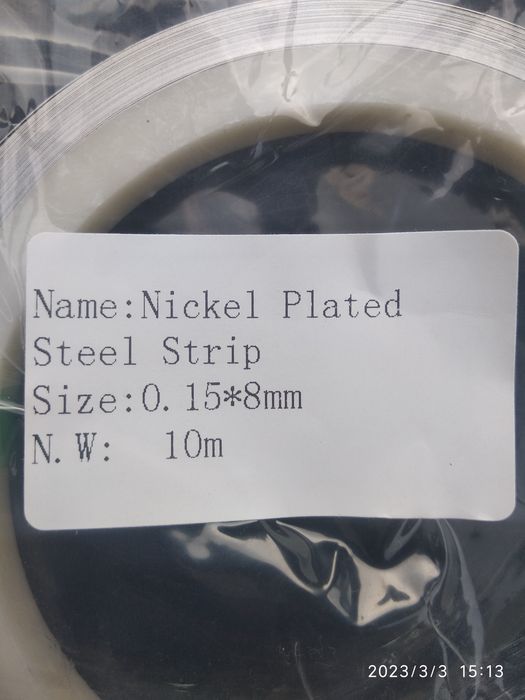 Name:Nickel Plated
Steel Strip
Size:0.15*8mm
N.W: 10m
2023/3/3 15:13